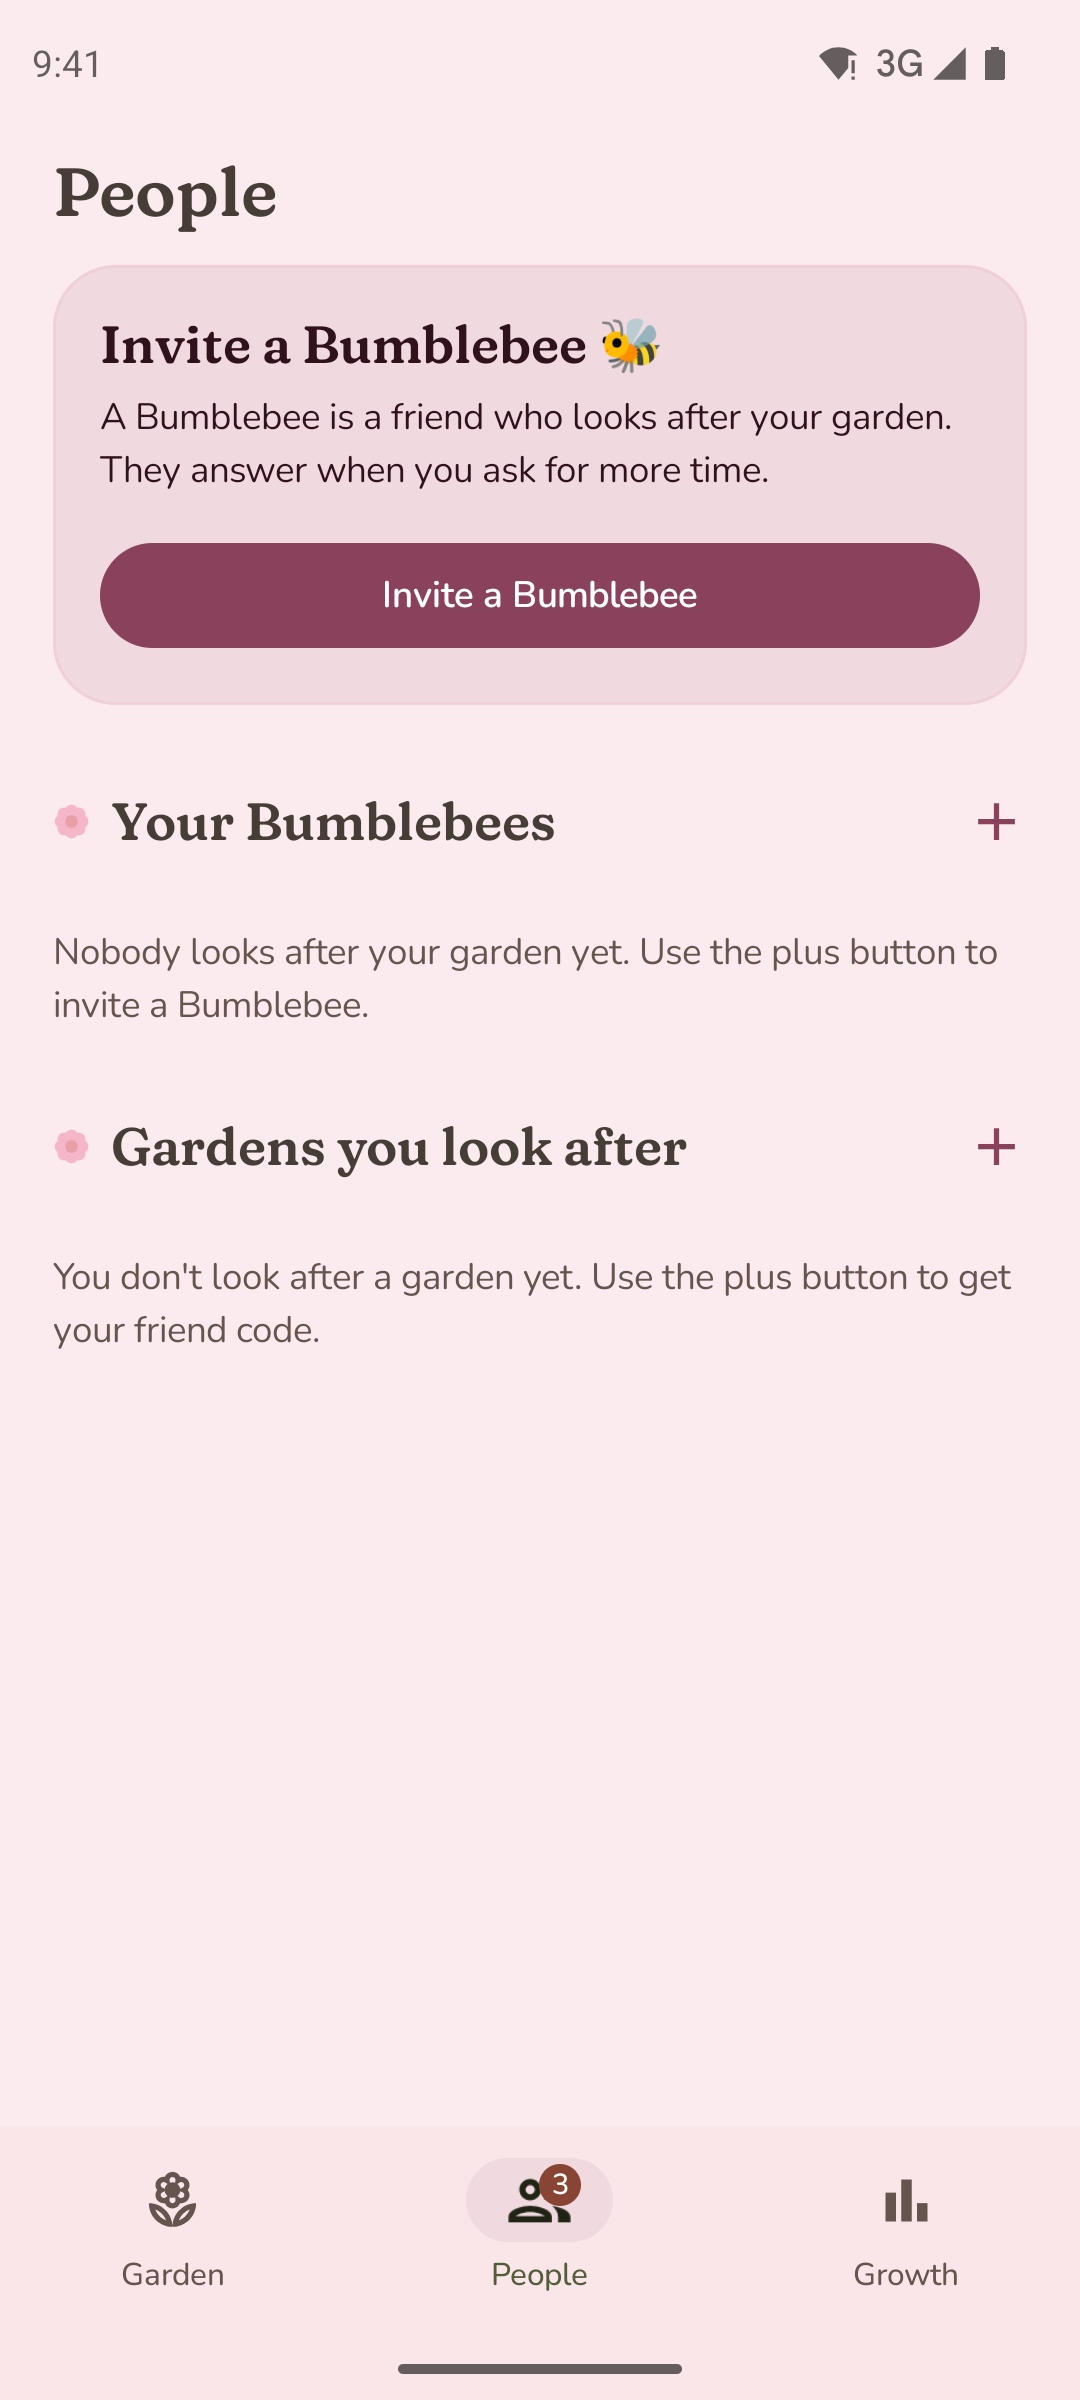 9:41
3G
People
Invite a Bumblebee 🐝
A Bumblebee is a friend who looks after your garden.
They answer when you ask for more time.
Invite a Bumblebee
Your Bumblebees
Nobody looks after your garden yet. Use the plus button to
invite a Bumblebee.
Gardens you look after
You don't look after a garden yet. Use the plus button to get
your friend code.
3
Garden
People
Growth